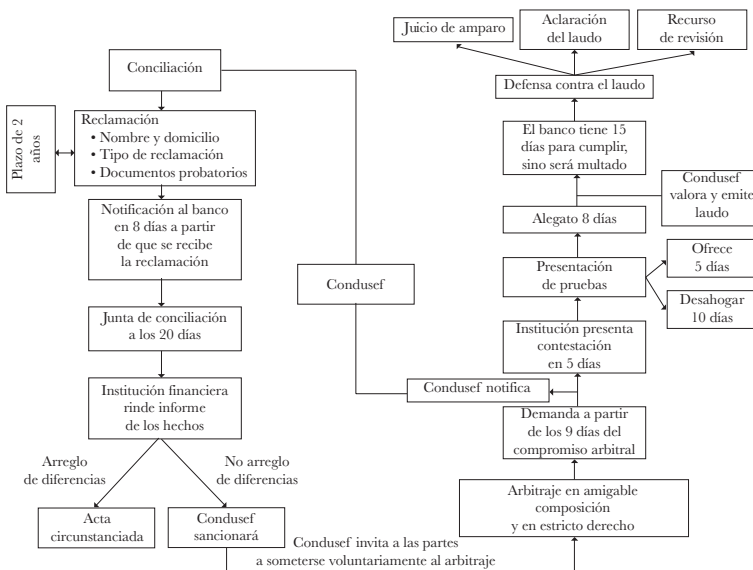 Conciliación
Plazo de 2
años
Reclamación
• Nombre y domicilio
• Tipo de reclamación
• Documentos probatorios
Notificación al banco
en 8 días a partir
de que se recibe
la reclamación
Junta de conciliación
a los 20 días
Institución financiera
rinde informe
de los hechos
Arreglo
de diferencias
No arreglo
de diferencias
Acta
circunstanciada
Condusef
sancionará
Condusef invita a las partes
a someterse voluntariamente al arbitraje
Condusef
Condusef notifica
Juicio de amparo
Aclaración
del laudo
Recurso
de revisión
Defensa contra el laudo
El banco tiene 15
días para cumplir,
sino será multado
Condusef
valora y emite
laudo
Alegato 8 días
Presentación
de pruebas
Ofrece
5 días
Desahogar
10 días
Institución presenta
contestación
en 5 días
Demanda a partir
de los 9 días del
compromiso arbitral
Arbitraje en amigable
composición
y en estricto derecho